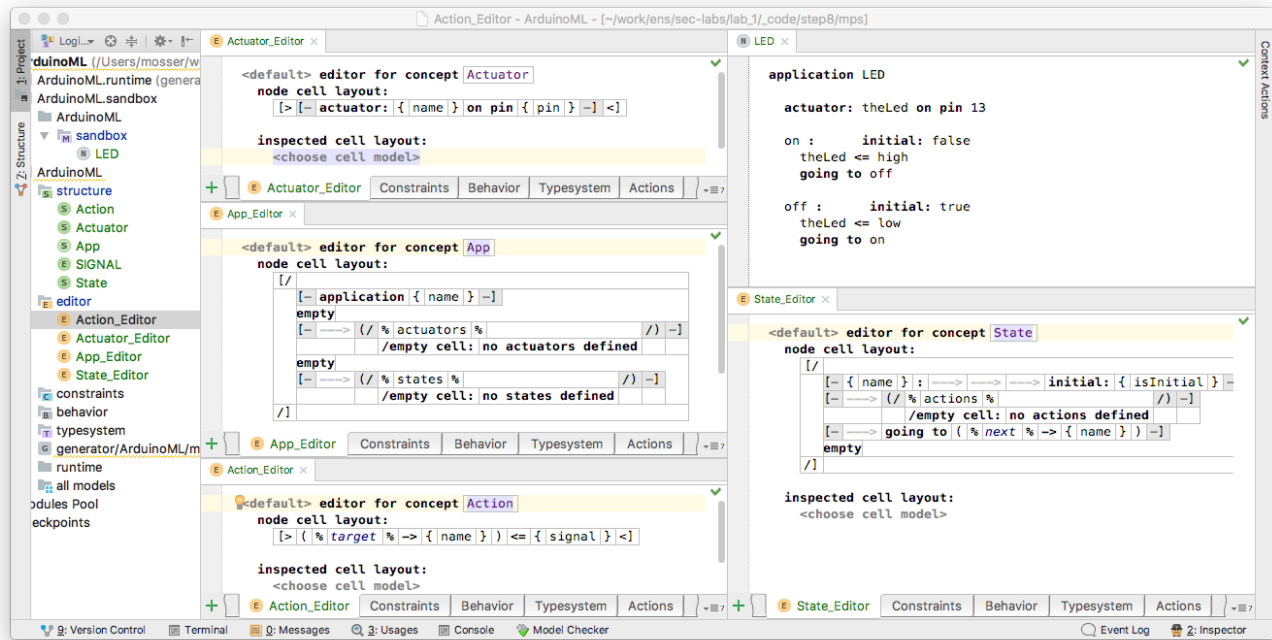 Action_Editor - ArduinoML - [~/work/ens/sec-labs/lab_1/_code/step8/mps]
1: Project
Z: Structure
Logi...
rduinoML (/Users/mosser/w
ArduinoML.runtime (genera
ArduinoML.sandbox
ArduinoML
sandbox
LED
ArduinoML
structure
Action
Actuator
App
SIGNAL
State
editor
Action_Editor
Actuator_Editor
App_Editor
State_Editor
constraints
behavior
typesystem
generator/ArduinoML/m
runtime
all models
odules Pool
eckpoints
Actuator_Editor
<default> editor for concept Actuator
node cell layout:
[> [- actuator: { name } on pin { pin } -] <]
inspected cell layout:
<choose cell model>
Actuator_Editor Constraints Behavior Typesystem Actions 7
App_Editor
<default> editor for concept App
node cell layout:
[/
[- application { name } -]
empty
[- ---> (/ % actuators % /) -]
/empty cell: no actuators defined
empty
[- ---> (/ % states % /) -]
/empty cell: no states defined
/]
App_Editor Constraints Behavior Typesystem Actions 7
Action_Editor
<default> editor for concept Action
node cell layout:
[> ( % target % -> { name } ) <= { signal } <]
inspected cell layout:
<choose cell model>
Action_Editor Constraints Behavior Typesystem Actions 7
LED
application LED
actuator: theLed on pin 13
on : initial: false
theLed <= high
going to off
off : initial: true
theLed <= low
going to on
State_Editor
<default> editor for concept State
node cell layout:
[/
[- { name } : ---> ---> ---> initial: { isInitial } -
[- ---> (/ % actions % /) -]
/empty cell: no actions defined
[- ---> going to ( % next % -> { name } ) -]
empty
/]
inspected cell layout:
<choose cell model>
State_Editor Constraints Behavior Typesystem Actions 7
Context Actions
9: Version Control Terminal 0: Messages 3: Usages Console Model Checker Event Log 2: Inspector